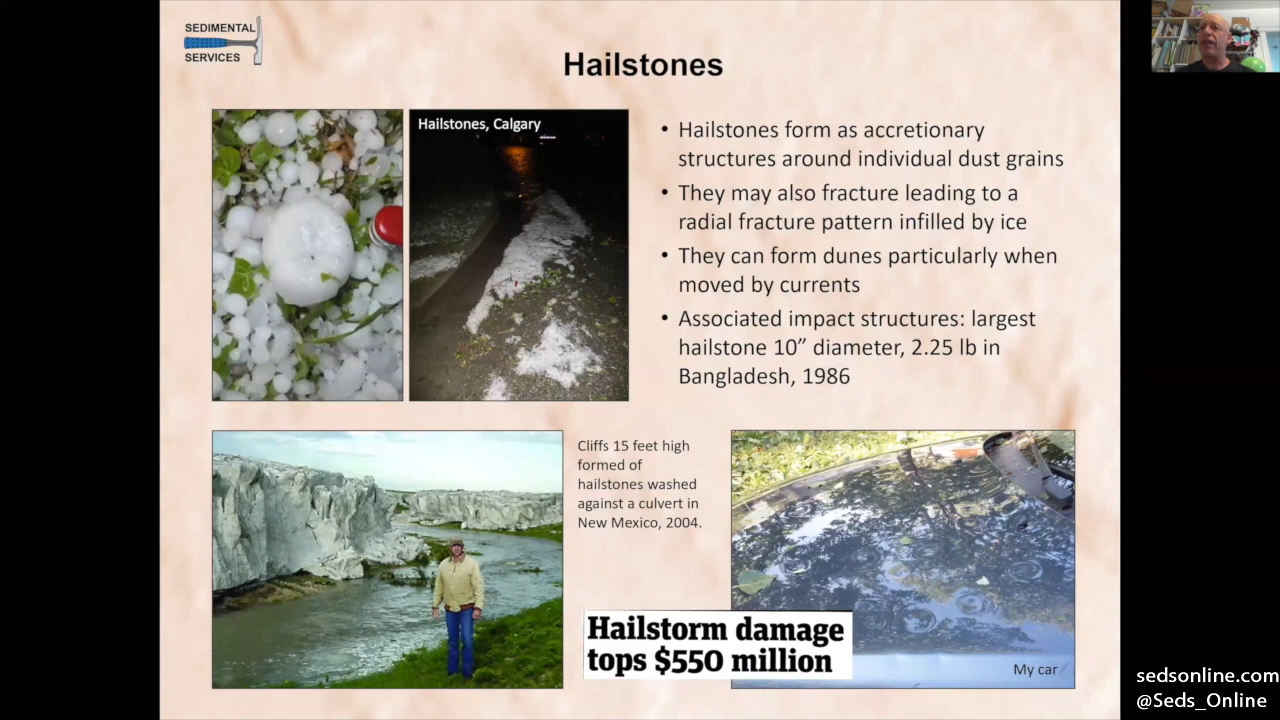 SEDIMENTAL
SERVICES
Hailstones
Hailstones, Calgary
• Hailstones form as accretionary
structures around individual dust grains
• They may also fracture leading to a
radial fracture pattern infilled by ice
• They can form dunes particularly when
moved by currents
• Associated impact structures: largest
hailstone 10” diameter, 2.25 lb in
Bangladesh, 1986
Cliffs 15 feet high
formed of
hailstones washed
against a culvert in
New Mexico, 2004.
Hailstorm damage
tops $550 million
My car
sedsonline.com
@Seds_Online